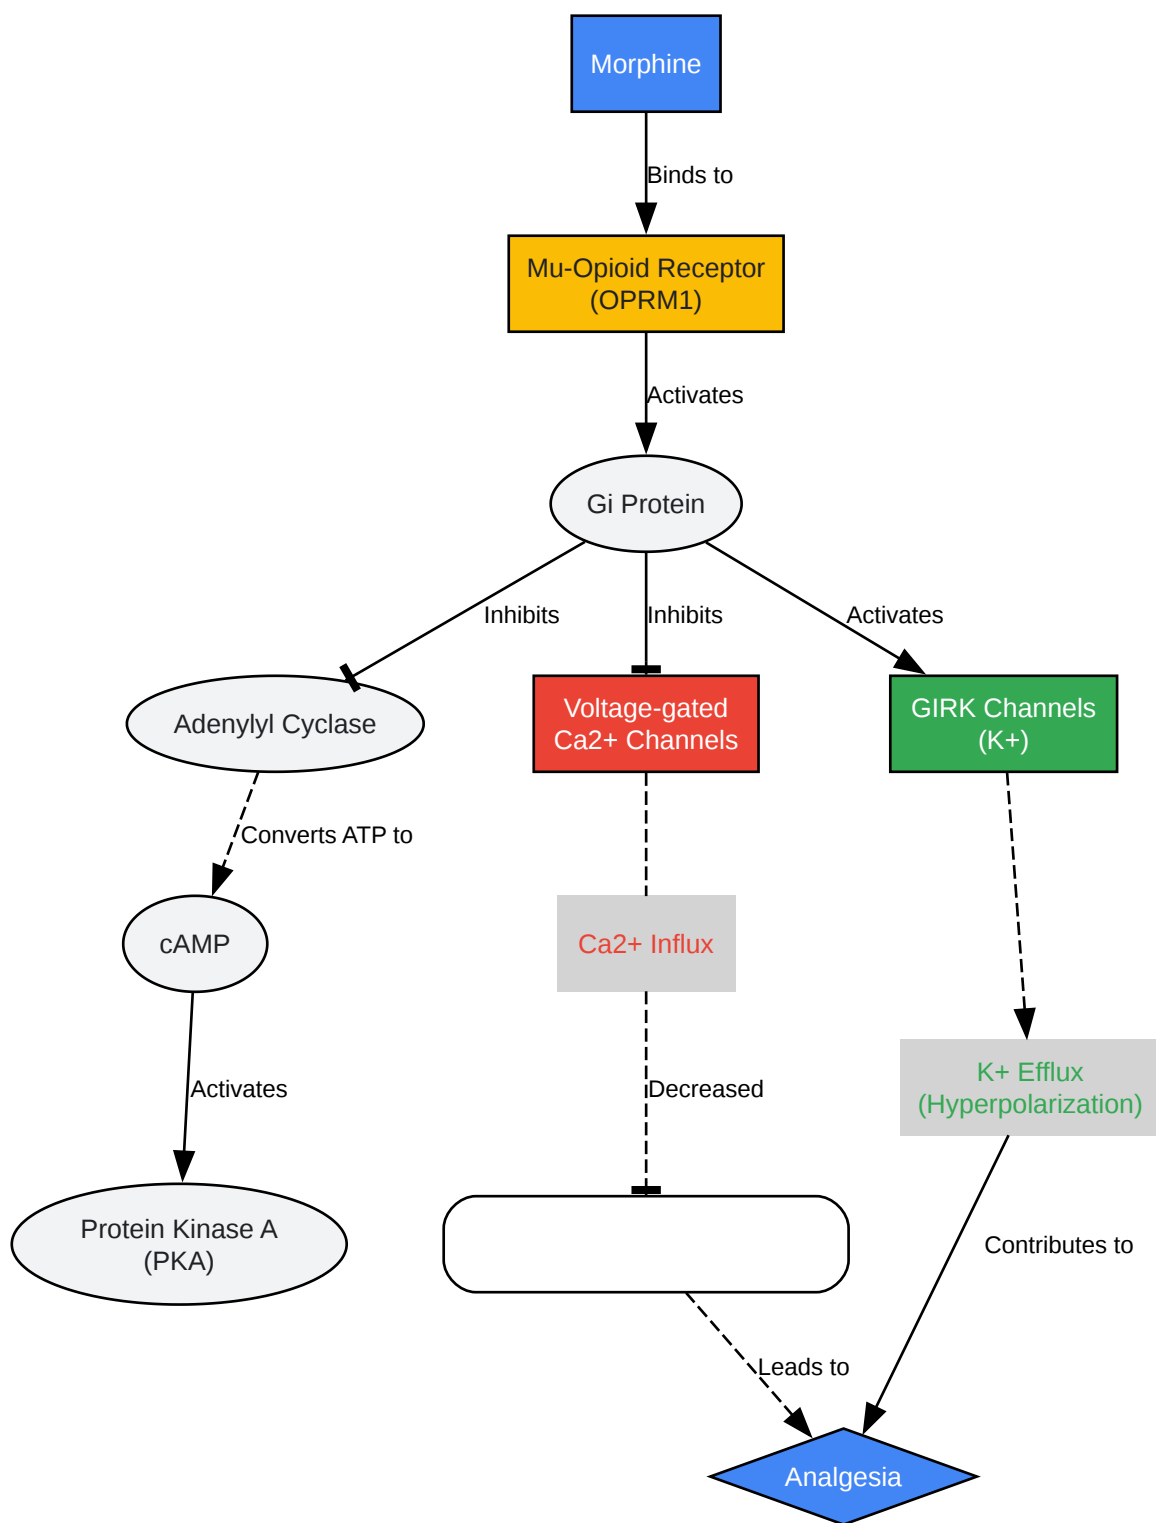 Morphine
Binds to
Mu-Opioid Receptor
(OPRM1)
Activates
Gi Protein
Inhibits
Inhibits
Activates
Adenylyl Cyclase
Voltage-gated
Ca2+ Channels
GIRK Channels
(K+)
Converts ATP to
cAMP
Ca2+ Influx
K+ Efflux
(Hyperpolarization)
Activates
Decreased
Protein Kinase A
(PKA)
Contributes to
Leads to
Analgesia